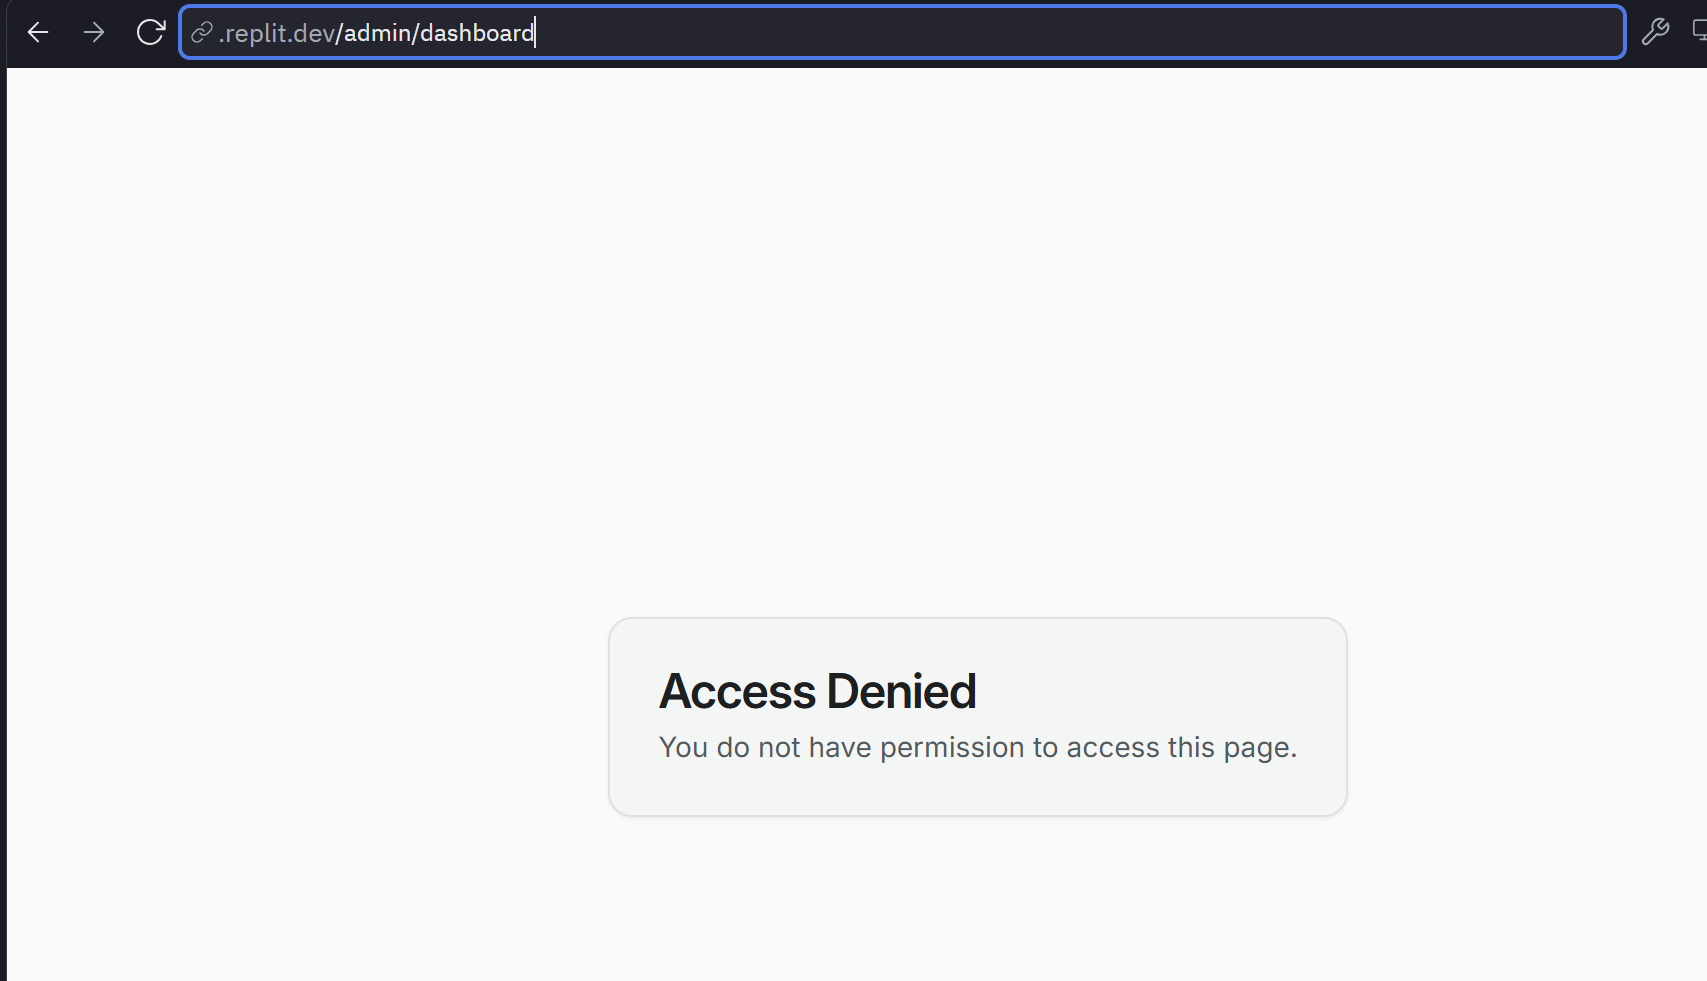 .replit.dev/admin/dashboard
Access Denied
You do not have permission to access this page.